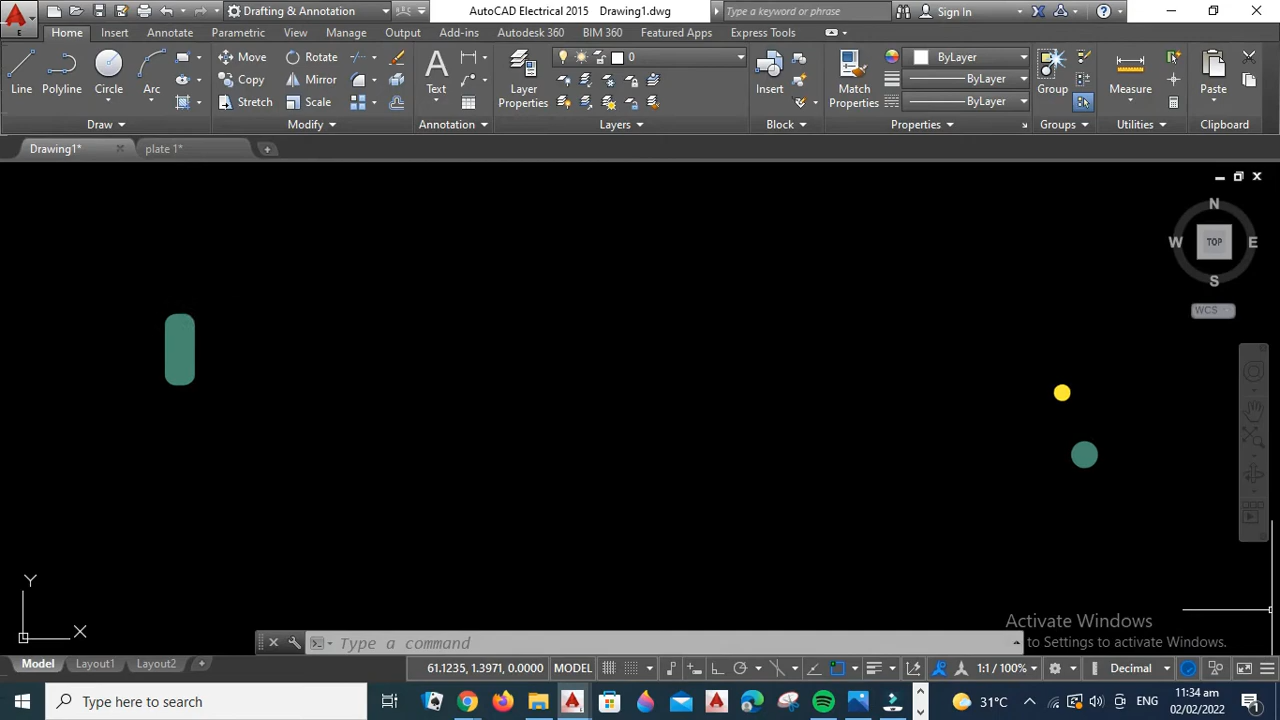 Drafting & Annotation
AutoCAD Electrical 2015 Drawing1.dwg
Type a keyword or phrase
Sign In
Home Insert Annotate Parametric View Manage Output Add-ins Autodesk 360 BIM 360 Featured Apps Express Tools
Line Polyline Circle Arc
Move Rotate
Copy Mirror
Stretch Scale
Text
Layer Properties
0
Insert
Match Properties
ByLayer
ByLayer
ByLayer
Group
Measure
Paste
Draw Modify Annotation Layers Block Properties Groups Utilities Clipboard
Drawing1* plate 1*
N
W TOP E
S
WCS
Y
X
Type a command
Activate Windows
to Settings to activate Windows.
Model Layout1 Layout2
61.1235, 1.3971, 0.0000 MODEL 1:1 / 100% Decimal
Type here to search
31°C ENG
11:34 am
02/02/2022
1